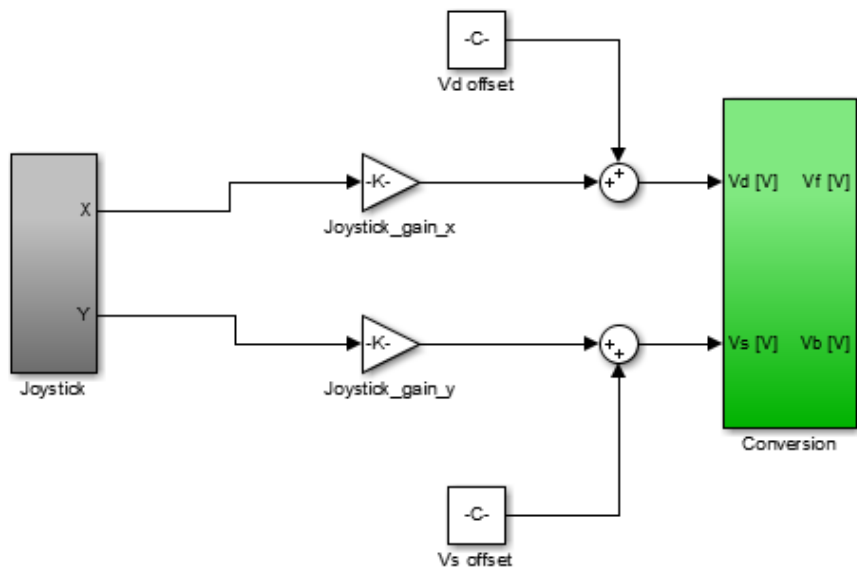 -C-
Vd offset
X
-K-
+
+
Vd [V]
Vf [V]
Joystick_gain_x
Y
-K-
+
+
Vs [V]
Vb [V]
Joystick
Joystick_gain_y
Conversion
-C-
Vs offset